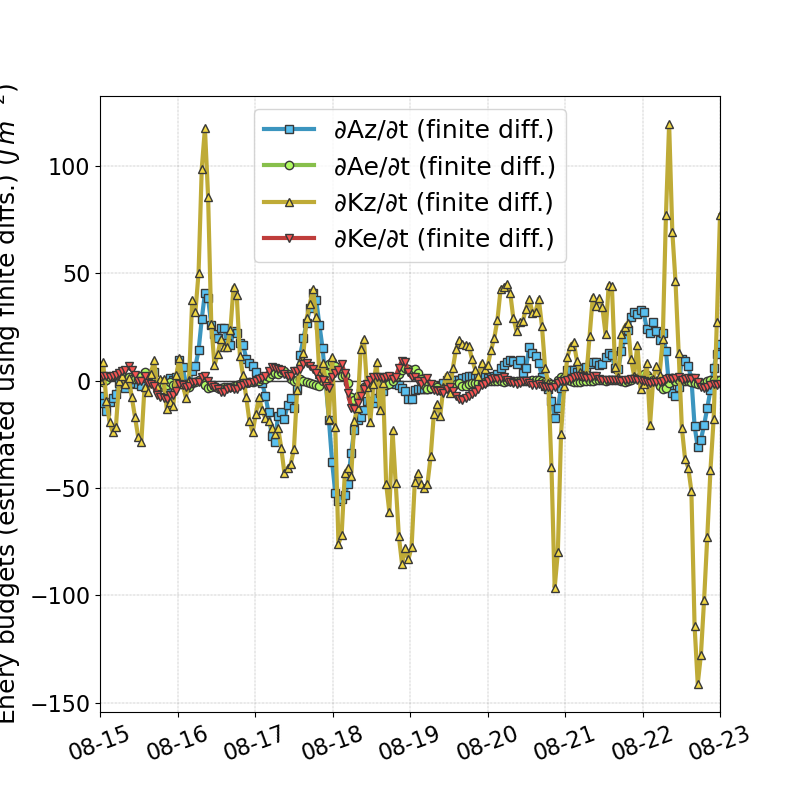 Enery budgets (estimated using finite diffs.) (J m⁻²)
∂Az/∂t (finite diff.)
∂Ae/∂t (finite diff.)
∂Kz/∂t (finite diff.)
∂Ke/∂t (finite diff.)
100
50
0
−50
−100
−150
08-15 08-16 08-17 08-18 08-19 08-20 08-21 08-22 08-23